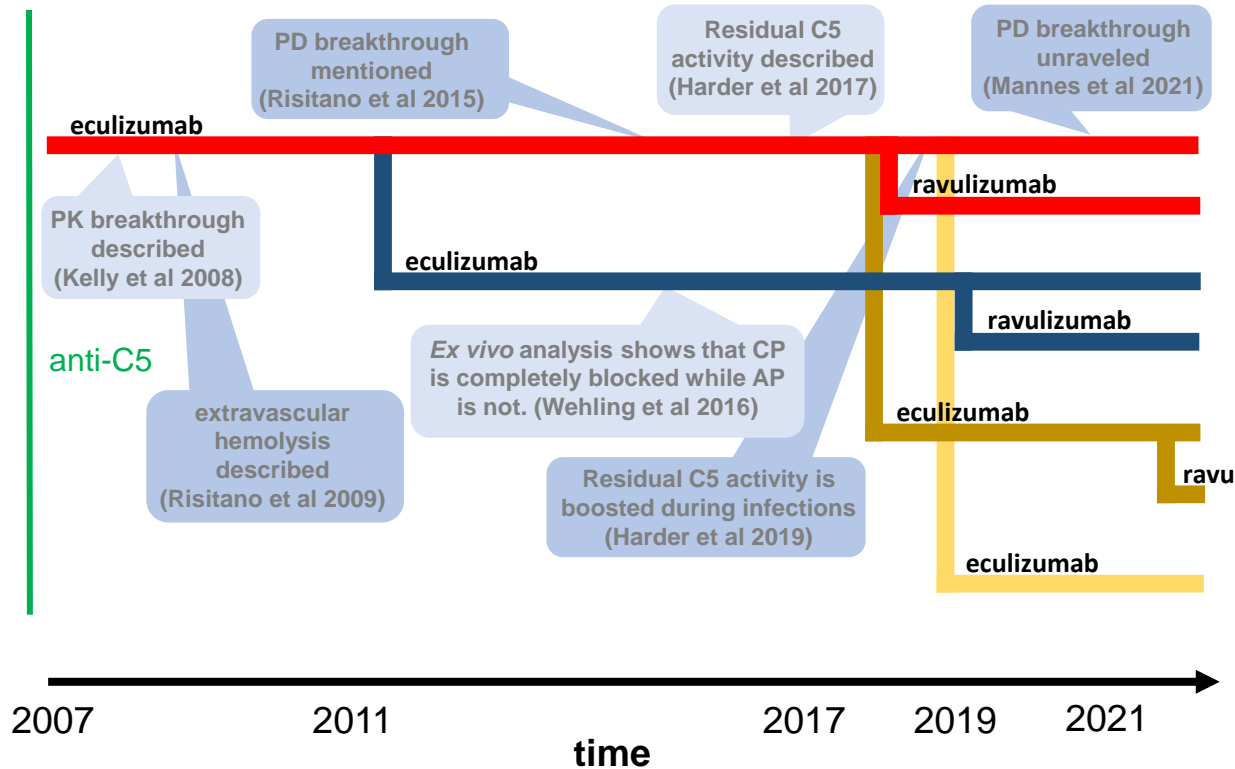 PD breakthrough
mentioned
(Risitano et al 2015)
Residual C5
activity described
(Harder et al 2017)
PD breakthrough
unraveled
(Mannes et al 2021)
eculizumab
ravulizumab
PK breakthrough
described
(Kelly et al 2008)
eculizumab
ravulizumab
anti-C5
Ex vivo analysis shows that CP
is completely blocked while AP
is not. (Wehling et al 2016)
extravascular
hemolysis
described
(Risitano et al 2009)
eculizumab
ravu
Residual C5 activity is
boosted during infections
(Harder et al 2019)
eculizumab
2007 2011 2017 2019 2021
time